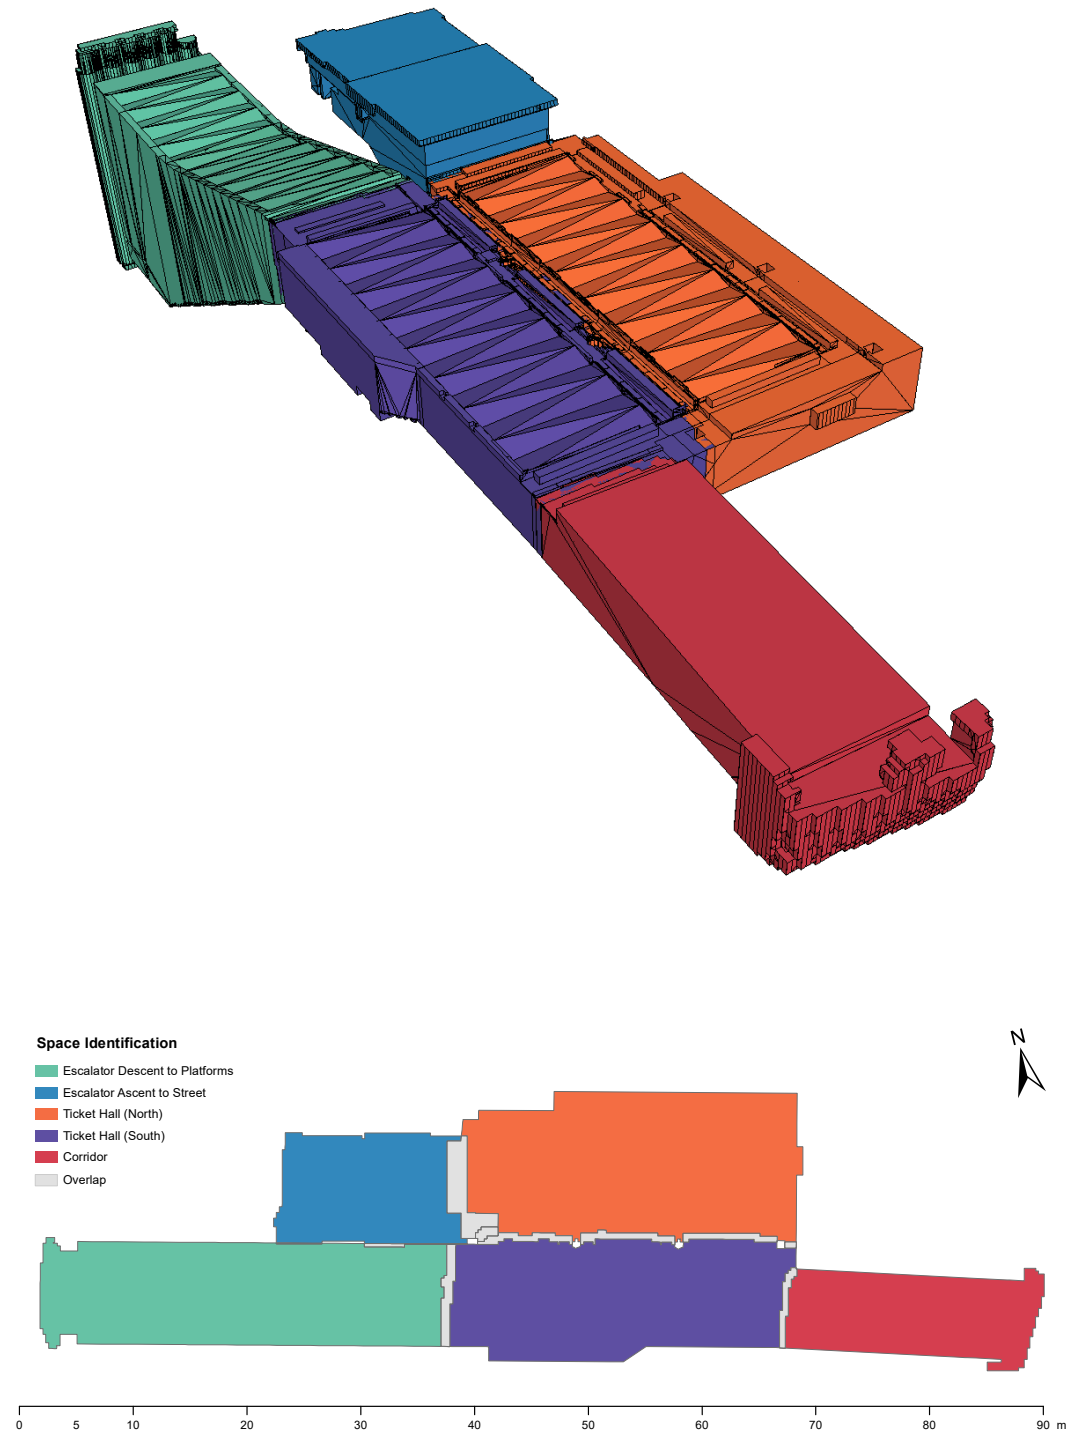 N
Space Identification
Escalator Descent to Platforms
Escalator Ascent to Street
Ticket Hall (North)
Ticket Hall (South)
Corridor
Overlap
0 5 10 20 30 40 50 60 70 80 90 m